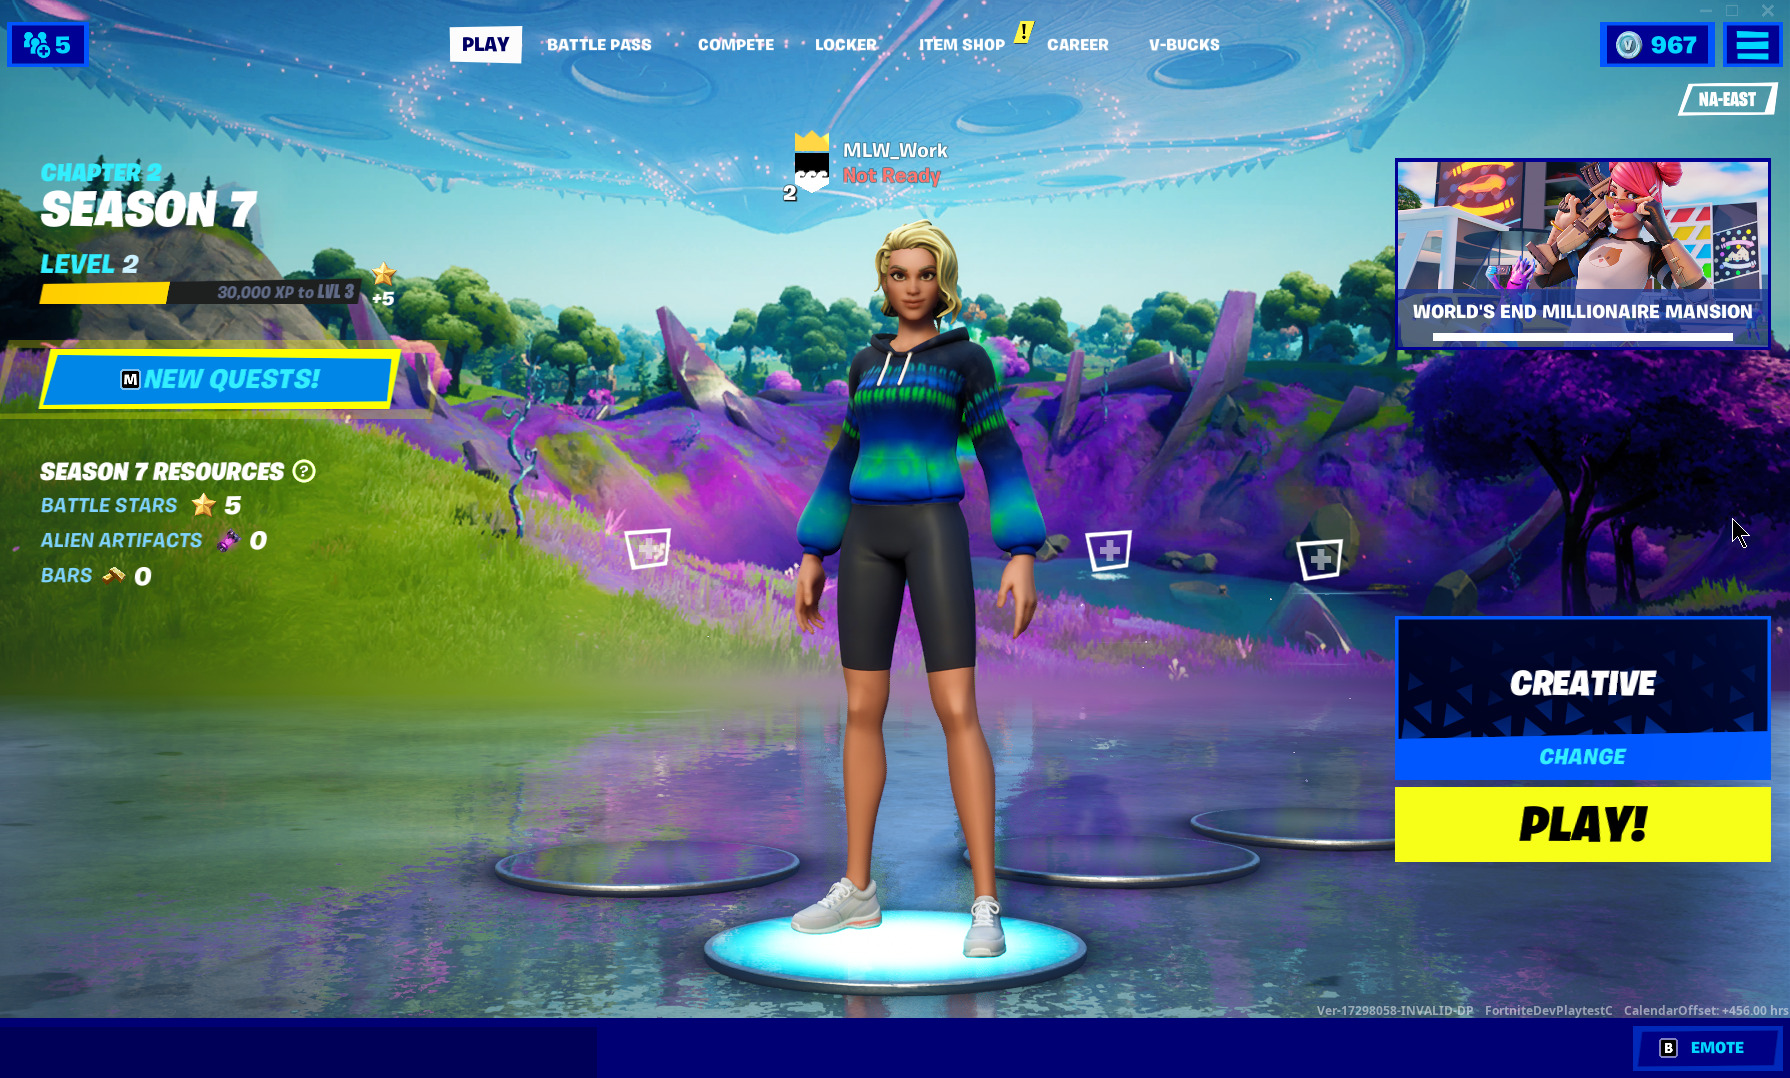 5
PLAY
BATTLE PASS
COMPETE
LOCKER
ITEM SHOP
!
CAREER
V-BUCKS
V
967
NA-EAST
MLW_Work
Not Ready
2
CHAPTER 2
SEASON 7
LEVEL 2
30,000 XP to LVL 3
+5
M NEW QUESTS!
SEASON 7 RESOURCES ?
BATTLE STARS 5
ALIEN ARTIFACTS 0
BARS 0
WORLD'S END MILLIONAIRE MANSION
CREATIVE
CHANGE
PLAY!
Ver-17298058-INVALID-DP FortniteDevPlaytestC CalendarOffset: +456.00 hrs
B EMOTE